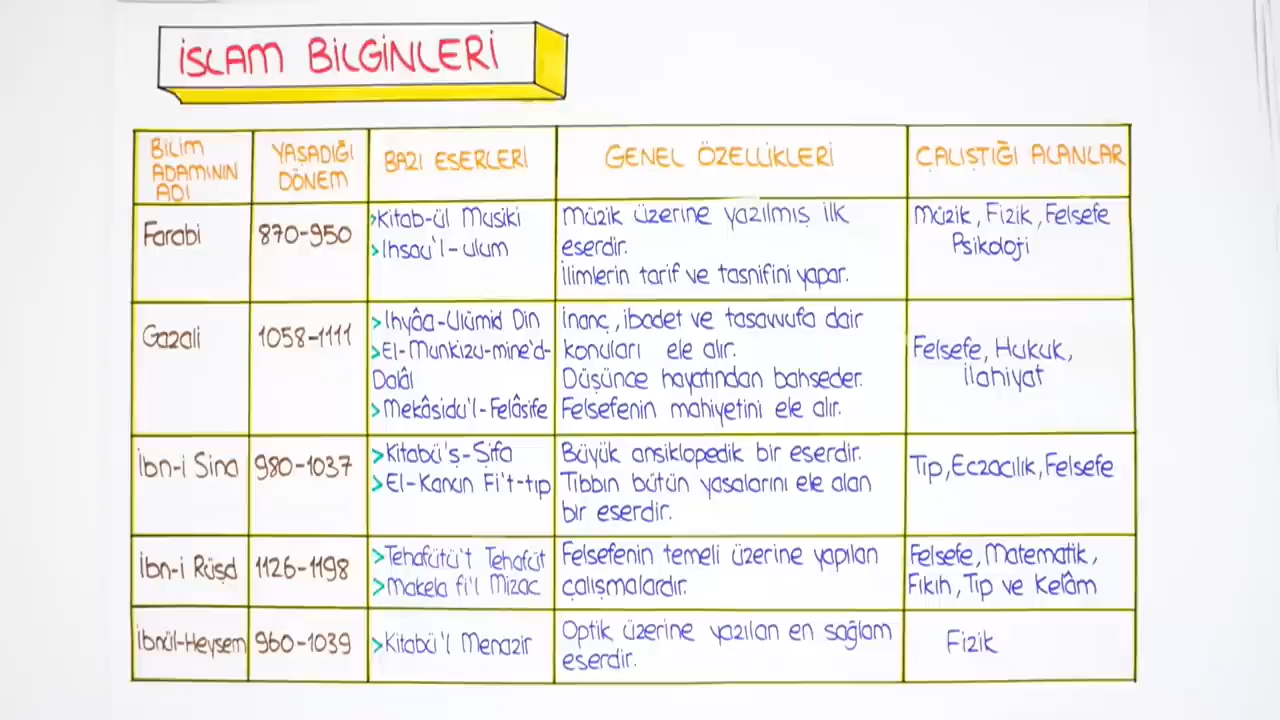 İSLAM BİLGİNLERİ
BİLİM
ADAMININ
ADI
YAŞADIĞI
DÖNEM
BAZI ESERLERİ
GENEL ÖZELLİKLERİ
ÇALIŞTIĞI ALANLAR
Farabi
870-950
>Kitab-ül Musiki
>Ihsau'l-ulum
Müzik üzerine yazılmış ilk
eserdir.
İlimlerin tarif ve tasnifini yapar.
Müzik, Fizik, Felsefe
Psikoloji
Gazali
1058-1111
>Ihyâa-Ulûmid Din
>El-Munkizu-mine'd-
Dalâl
>Mekâsidu'l-Felâsife
İnanç, ibadet ve tasavvufa dair
konuları ele alır.
Düşünce hayatından bahseder.
Felsefenin mahiyetini ele alır.
Felsefe, Hukuk,
İlahiyat
İbn-i Sina
980-1037
>Kitabü'ş-Şifa
>El-Kanun Fi't-tıp
Büyük ansiklopedik bir eserdir.
Tıbbın bütün yasalarını ele alan
bir eserdir.
Tıp, Eczacılık, Felsefe
İbn-i Rüşd
1126-1198
>Tehafütü't Tehafüt
>Makela fi'l Mizac
Felsefenin temeli üzerine yapılan
çalışmalardır.
Felsefe, Matematik,
Fıkıh, Tıp ve Kelâm
İbnül-Heysem
960-1039
>Kitabü'l Menazir
Optik üzerine yazılan en sağlam
eserdir.
Fizik